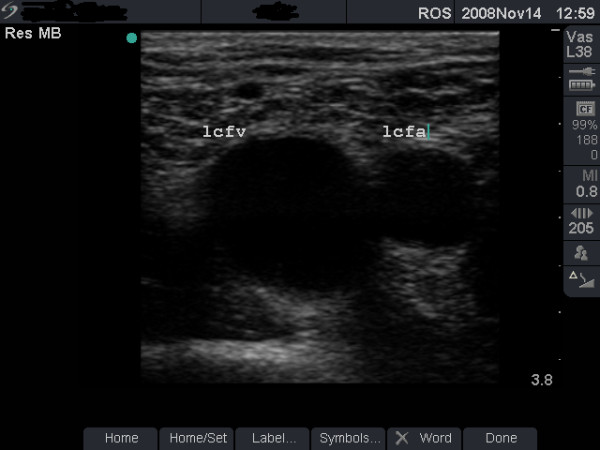 ROS 2008Nov14 12:59
Res MB
Vas
L38
CF
99%
188
0
MI
0.8
205
lcfv lcfa
3.8
Home Home/Set Label... Symbols... Word Done